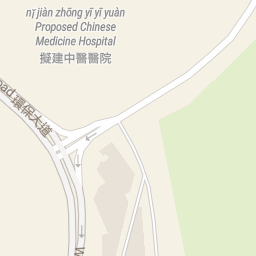 nǐ jiàn zhōng yī yī yuàn
Proposed Chinese
Medicine Hospital
擬建中醫醫院
oad 環保大道
W